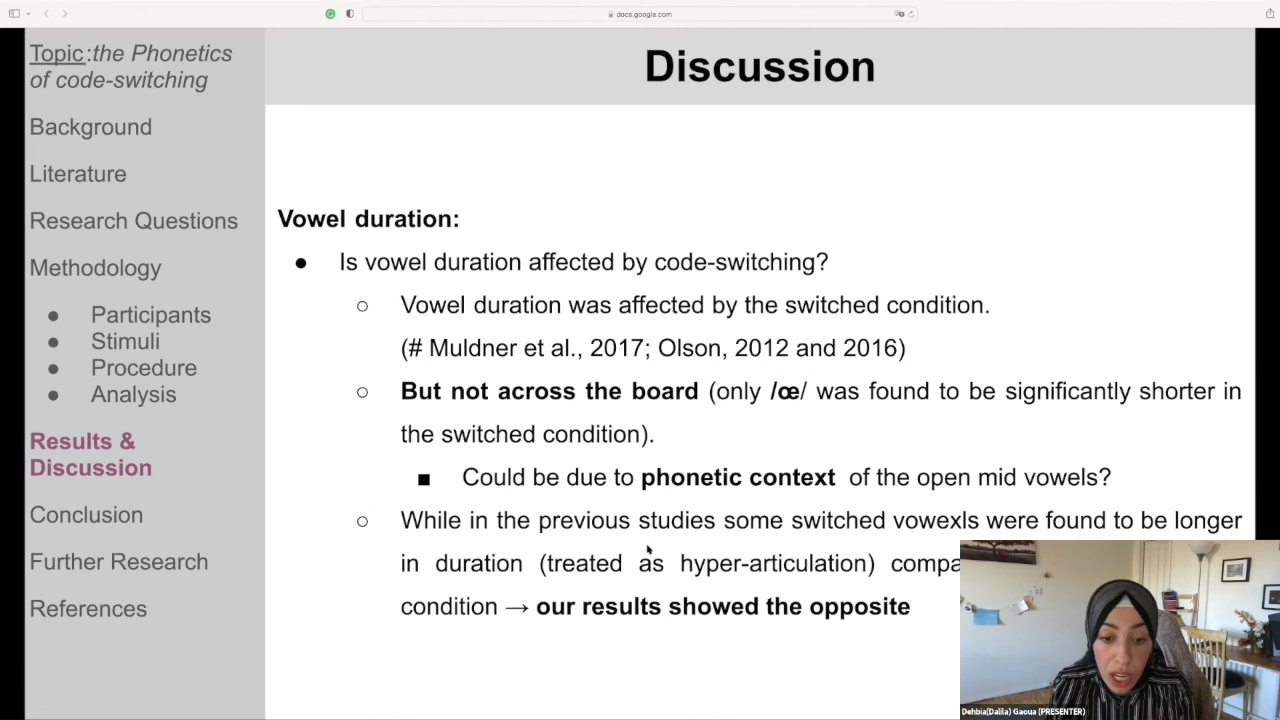 docs.google.com
Topic:the Phonetics
of code-switching
Background
Literature
Research Questions
Methodology
● Participants
● Stimuli
● Procedure
● Analysis
Results &
Discussion
Conclusion
Further Research
References
Discussion
Vowel duration:
● Is vowel duration affected by code-switching?
○ Vowel duration was affected by the switched condition.
(# Muldner et al., 2017; Olson, 2012 and 2016)
○ But not across the board (only /œ/ was found to be significantly shorter in
the switched condition).
■ Could be due to phonetic context of the open mid vowels?
○ While in the previous studies some switched vowexls were found to be longer
in duration (treated as hyper-articulation)
condition → our results showed the opposite
Dehbia(Dalila) Gaoua (PRESENTER)